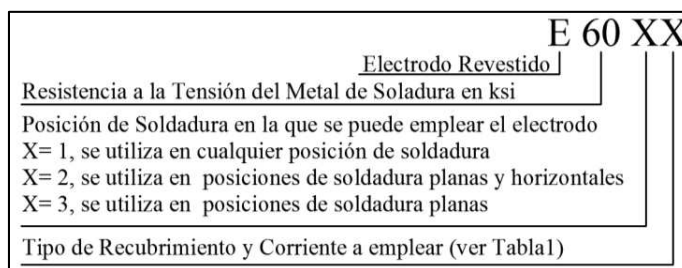 E 60 XX
Electrodo Revestido
Resistencia a la Tensión del Metal de Soladura en ksi
Posición de Soldadura en la que se puede emplear el electrodo
X= 1, se utiliza en cualquier posición de soldadura
X= 2, se utiliza en posiciones de soldadura planas y horizontales
X= 3, se utiliza en posiciones de soldadura planas
Tipo de Recubrimiento y Corriente a emplear (ver Tabla1)